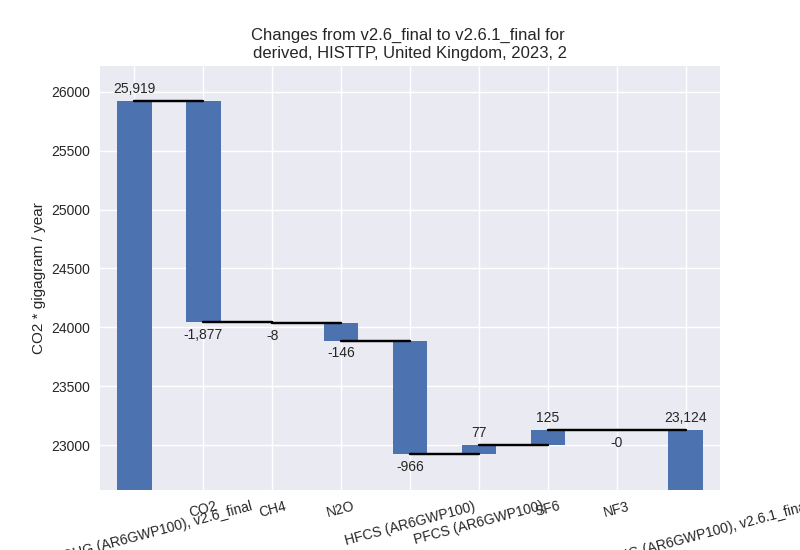 Changes from v2.6_final to v2.6.1_final for
derived, HISTTP, United Kingdom, 2023, 2
CO2 * gigagram / year
26000
25500
25000
24500
24000
23500
23000
25,919
-1,877
-8
-146
-966
77
125
-0
23,124
(AR6GWP100), v2.6_final
CO2
CH4
N2O
HFCS (AR6GWP100)
PFCS (AR6GWP100)
SF6
NF3
(AR6GWP100), v2.6.1_fina